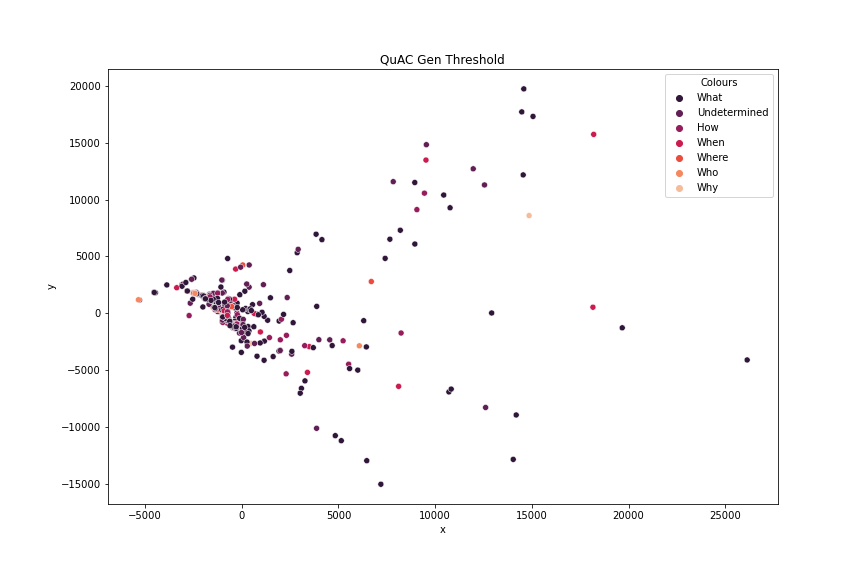 QuAC Gen Threshold
Colours
What
Undetermined
How
When
Where
Who
Why
20000
15000
10000
5000
0
−5000
−10000
−15000
y
−5000
0
5000
10000
15000
20000
25000
x